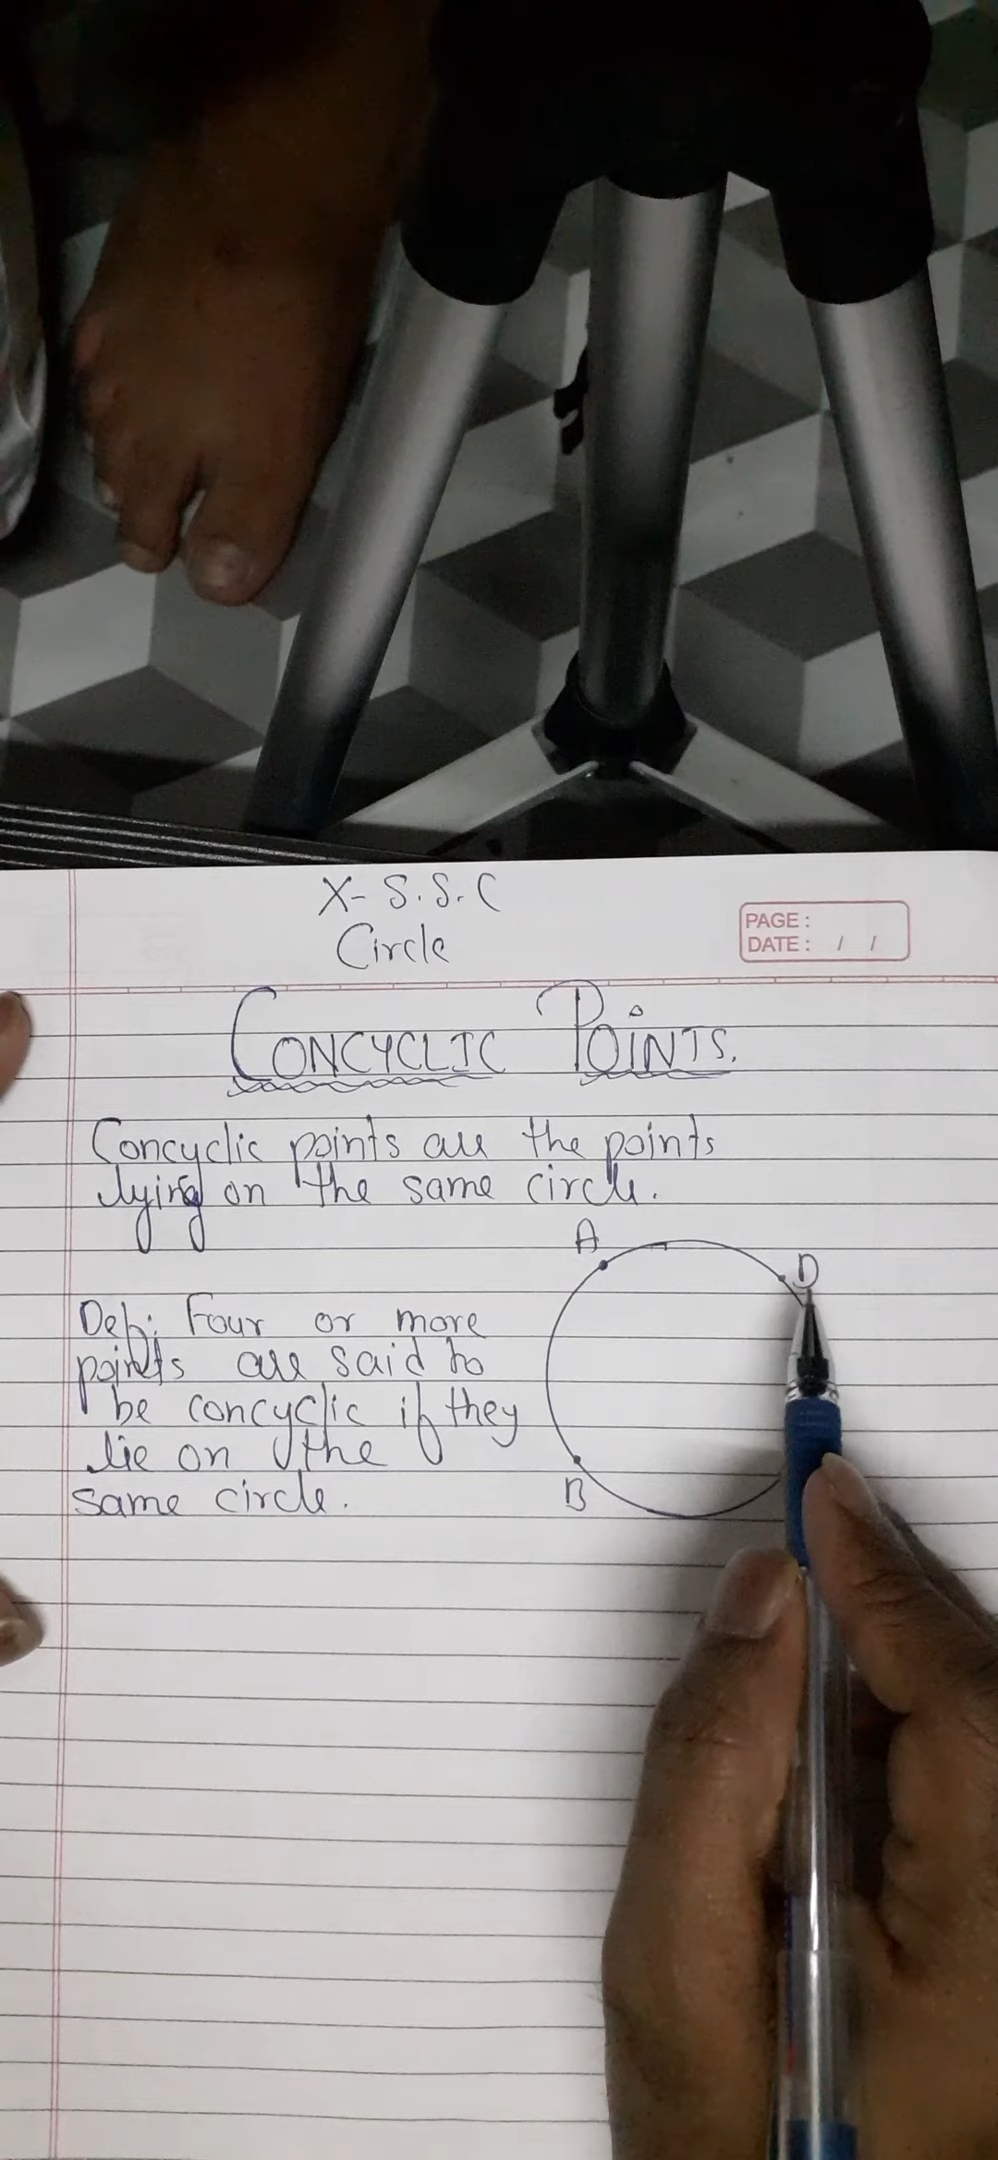 X- S.S.C
Circle
PAGE :
DATE : / /
CONCYCLIC POINTS.
Concyclic points are the points
lying on the same circle.
A
D
Def: Four or more
points are said to
be concyclic if they
lie on the
same circle.
B